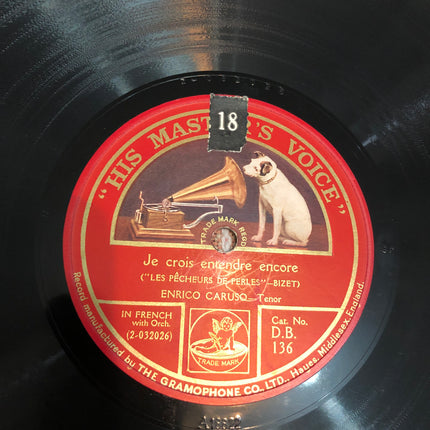 18
"HIS MASTER'S VOICE"
TRADE MARK REGD
Je crois entendre encore
("LES PÊCHEURS DE PERLES"—BIZET)
ENRICO CARUSO—Tenor
IN FRENCH
with Orch.
(2-032026)
TRADE MARK
Cat. No.
D.B.
136
Record manufactured by THE GRAMOPHONE CO., LTD., Hayes, Middlesex, England.